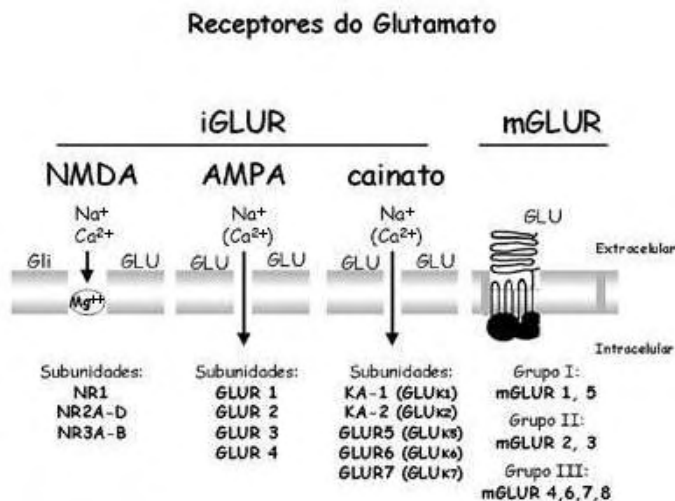 Receptores do Glutamato
iGLUR
mGLUR
NMDA
AMPA
cainato
Na⁺
Ca²⁺
Na⁺
(Ca²⁺)
Na⁺
(Ca²⁺)
GLU
Extracelular
Gli
GLU
GLU
GLU
GLU
GLU
Mg⁺⁺
Intracelular
Subunidades:
NR1
NR2A-D
NR3A-B
Subunidades:
GLUR 1
GLUR 2
GLUR 3
GLUR 4
Subunidades:
KA-1 (GLUK1)
KA-2 (GLUK2)
GLUR5 (GLUK5)
GLUR6 (GLUK6)
GLUR7 (GLUK7)
Grupo I:
mGLUR 1, 5
Grupo II:
mGLUR 2, 3
Grupo III:
mGLUR 4,6,7,8